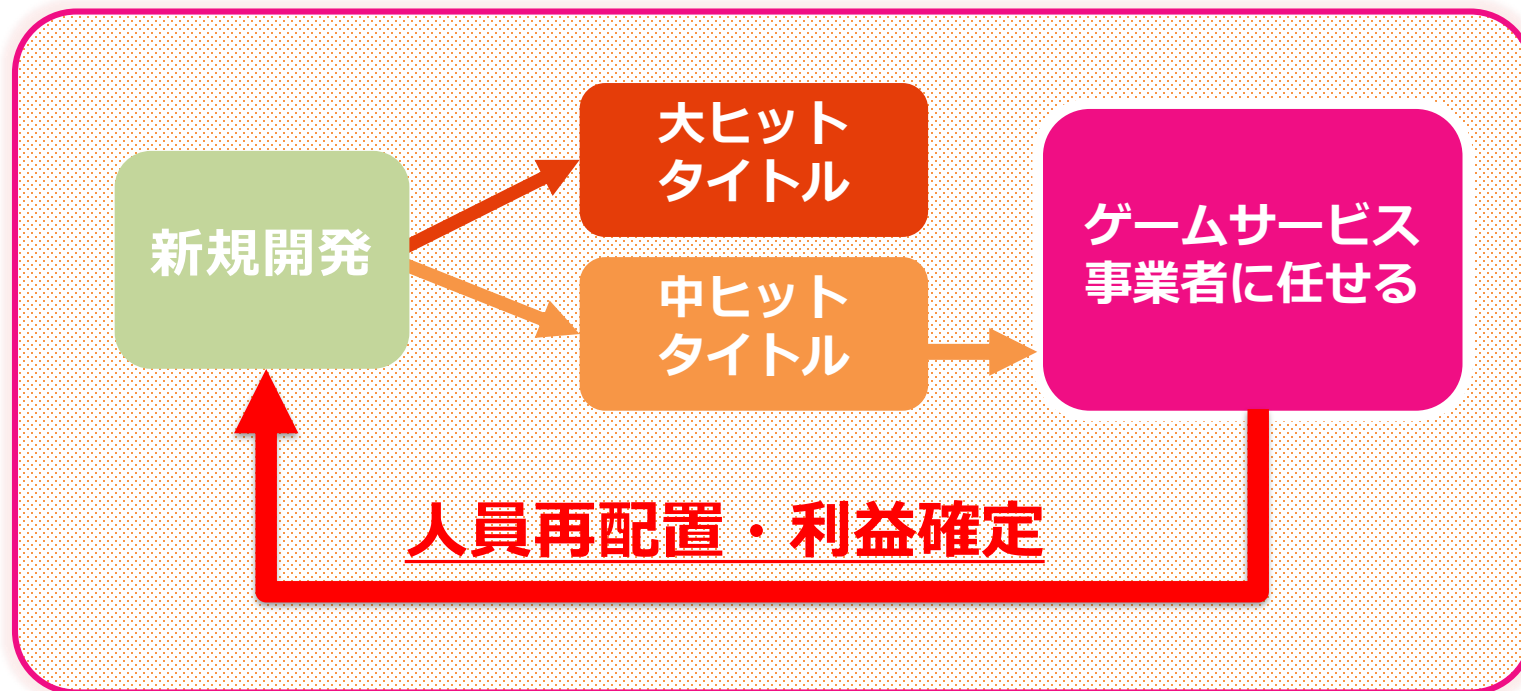 新規開発
大ヒット
タイトル
中ヒット
タイトル
ゲームサービス
事業者に任せる
人員再配置・利益確定